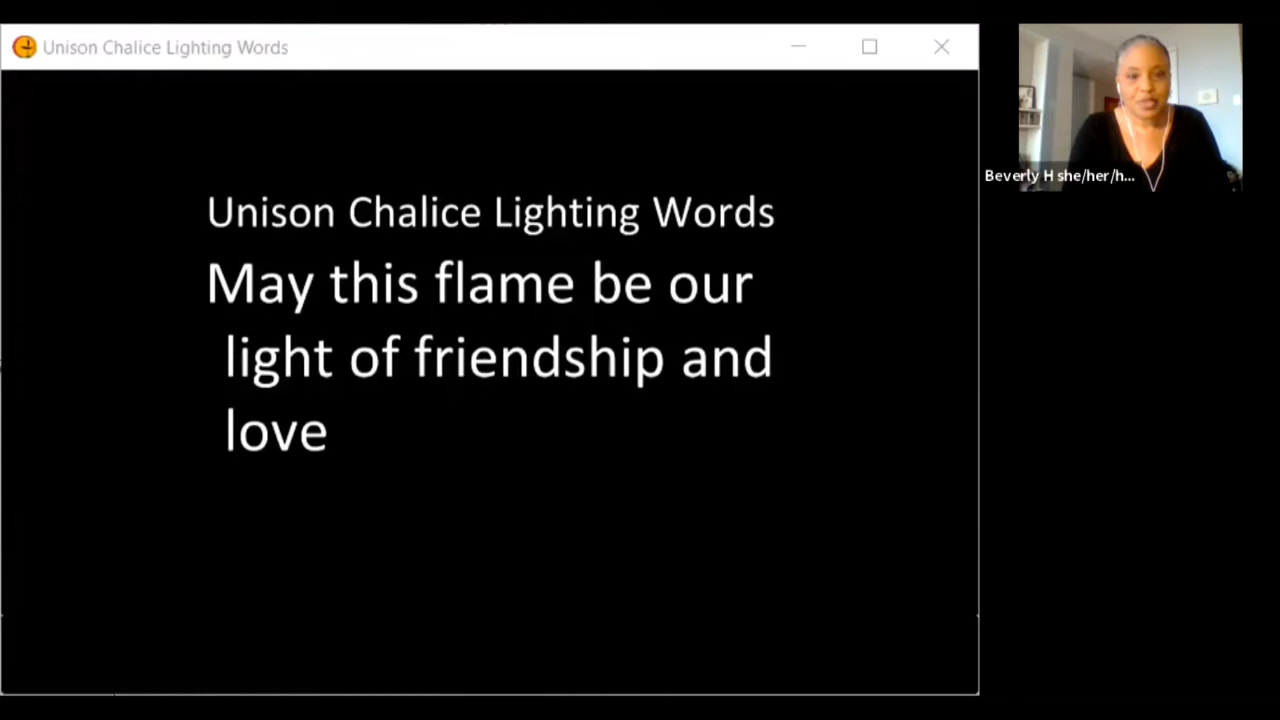 Unison Chalice Lighting Words
Unison Chalice Lighting Words
May this flame be our
light of friendship and
love
Beverly H she/her/h...